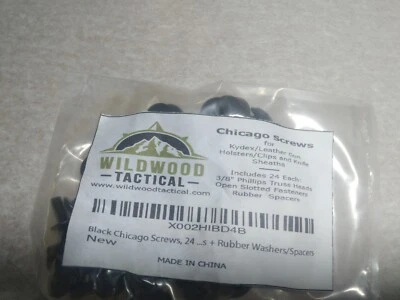 WILDWOOD
TACTICAL
wildwoodtactical.com
Chicago Screws
for
Kydex/Leather Gun
Holsters/Clips and Knife
Sheaths
Includes 24 Each:
3/8" Phillips Truss Heads
Open Slotted Fasteners
Rubber Spacers
X002HIBD4B
Black Chicago Screws, 24 ...s + Rubber Washers/Spacers
New
MADE IN CHINA